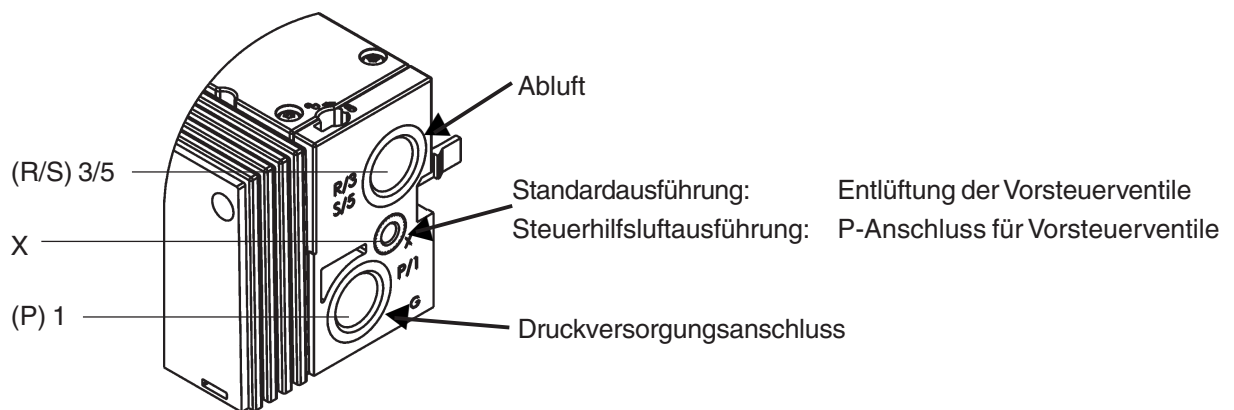 Abluft
(R/S) 3/5
R/3
S/5
Standardausführung: Entlüftung der Vorsteuerventile
X
X
Steuerhilfsluftausführung: P-Anschluss für Vorsteuerventile
P/1
G
(P) 1
Druckversorgungsanschluss